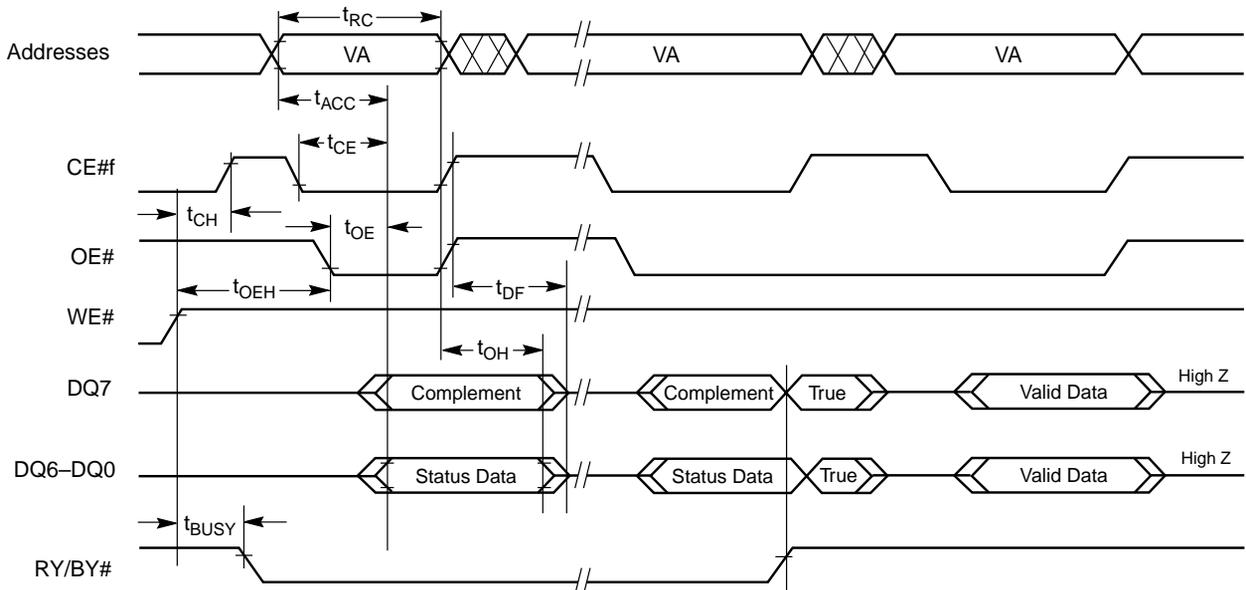 tRC
Addresses VA VA VA
tACC
tCE
CE#f
tCH tOE
OE#
tOEH tDF
WE#
tOH
DQ7 Complement Complement True Valid Data High Z
DQ6–DQ0 Status Data Status Data True Valid Data High Z
tBUSY
RY/BY#